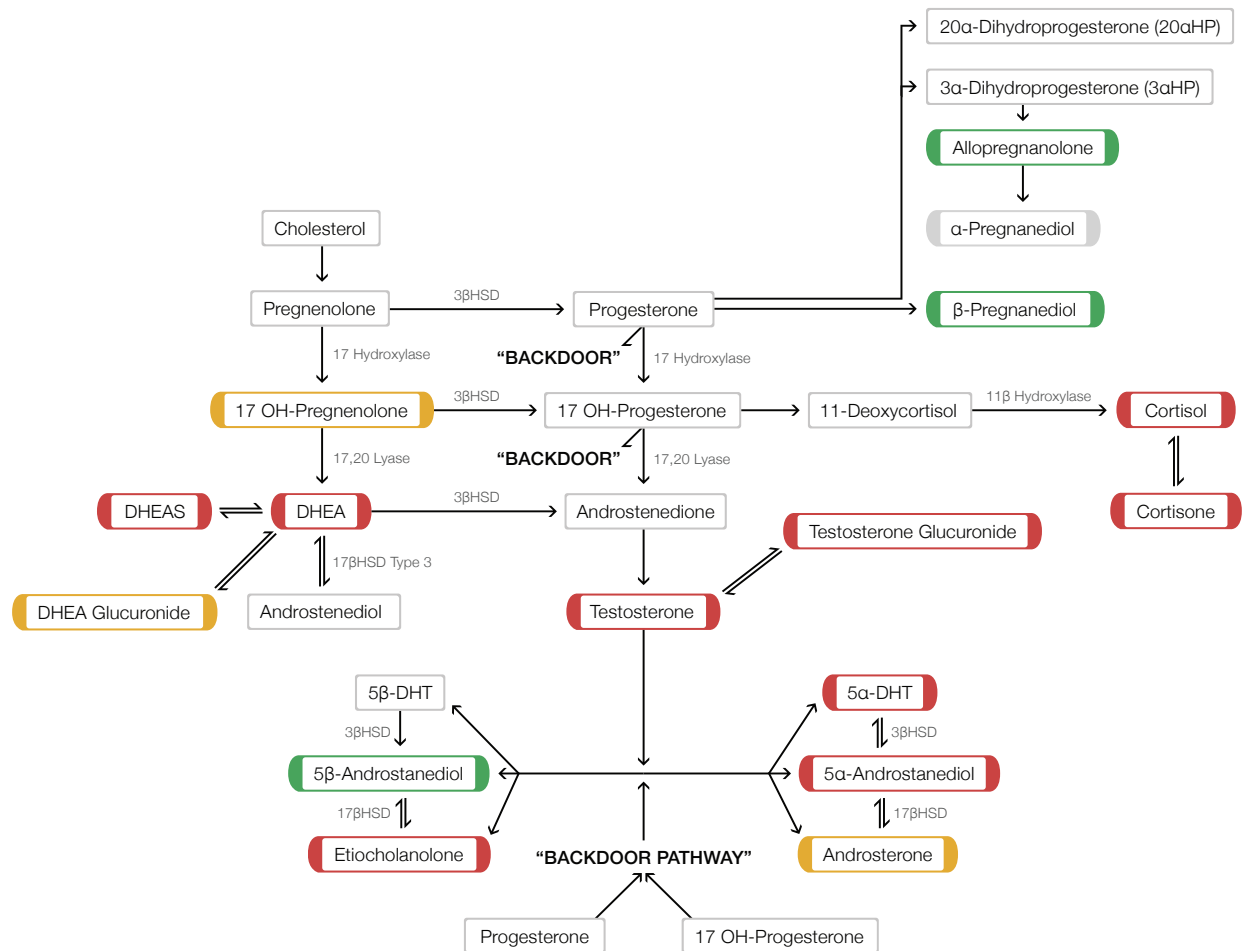 20α-Dihydroprogesterone (20αHP)
3α-Dihydroprogesterone (3αHP)
Allopregnanolone
α-Pregnanediol
Cholesterol
Pregnenolone
3βHSD
Progesterone
β-Pregnanediol
17 Hydroxylase
“BACKDOOR”
17 Hydroxylase
17 OH-Pregnenolone
3βHSD
17 OH-Progesterone
11-Deoxycortisol
11β Hydroxylase
Cortisol
17,20 Lyase
“BACKDOOR”
17,20 Lyase
DHEAS
DHEA
3βHSD
Androstenedione
Testosterone Glucuronide
Cortisone
17βHSD Type 3
DHEA Glucuronide
Androstenediol
Testosterone
5β-DHT
5α-DHT
3βHSD
3βHSD
5β-Androstanediol
5α-Androstanediol
17βHSD
17βHSD
Etiocholanolone
“BACKDOOR PATHWAY”
Androsterone
Progesterone
17 OH-Progesterone